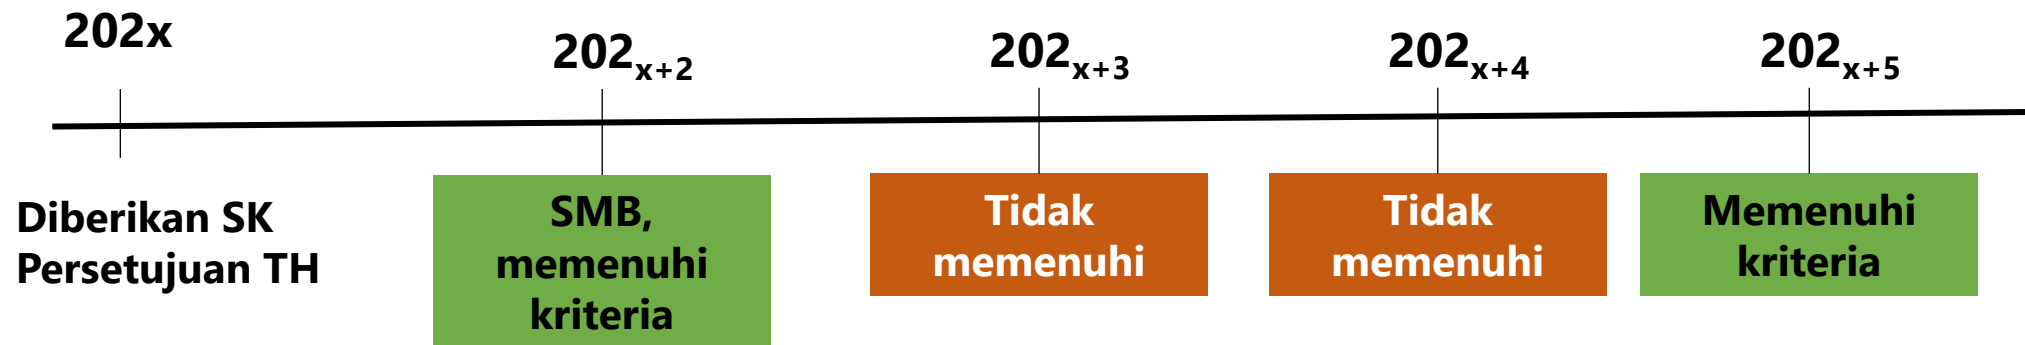 202x
202x+2
202x+3
202x+4
202x+5
Diberikan SK
Persetujuan TH
SMB,
memenuhi
kriteria
Tidak
memenuhi
Tidak
memenuhi
Memenuhi
kriteria